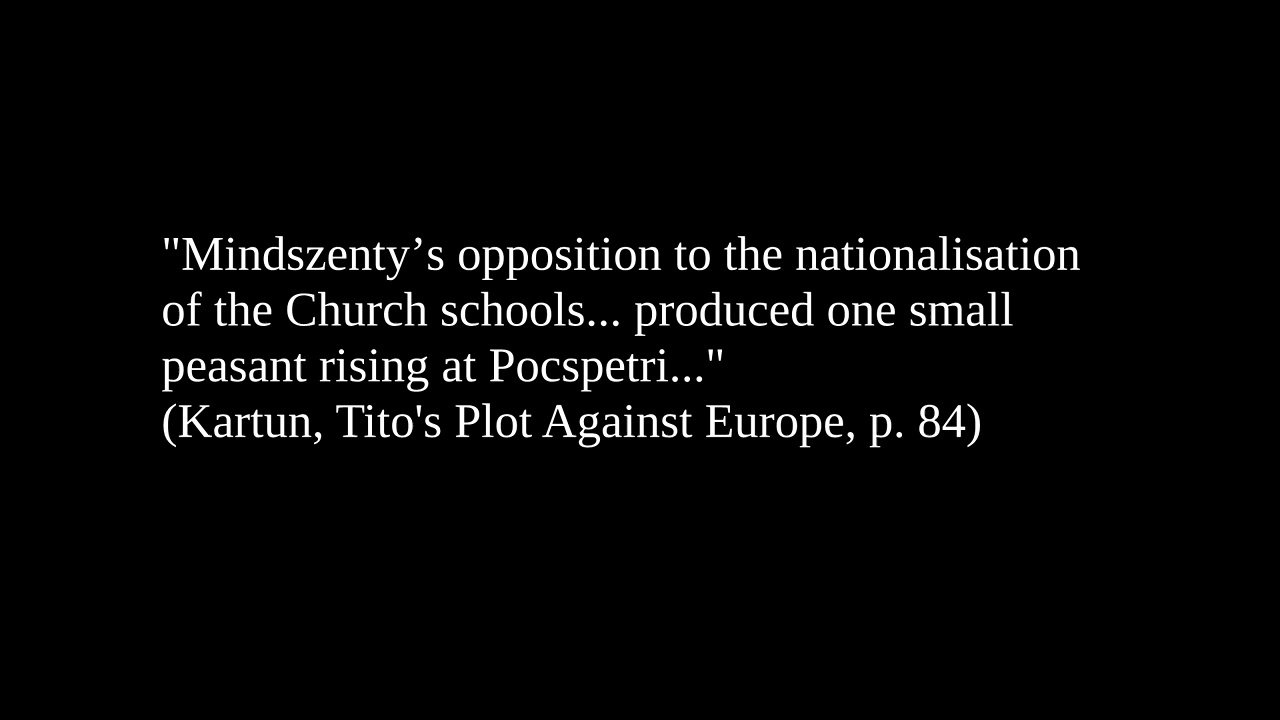 "Mindszenty’s opposition to the nationalisation
of the Church schools... produced one small
peasant rising at Pocspetri..."
(Kartun, Tito's Plot Against Europe, p. 84)